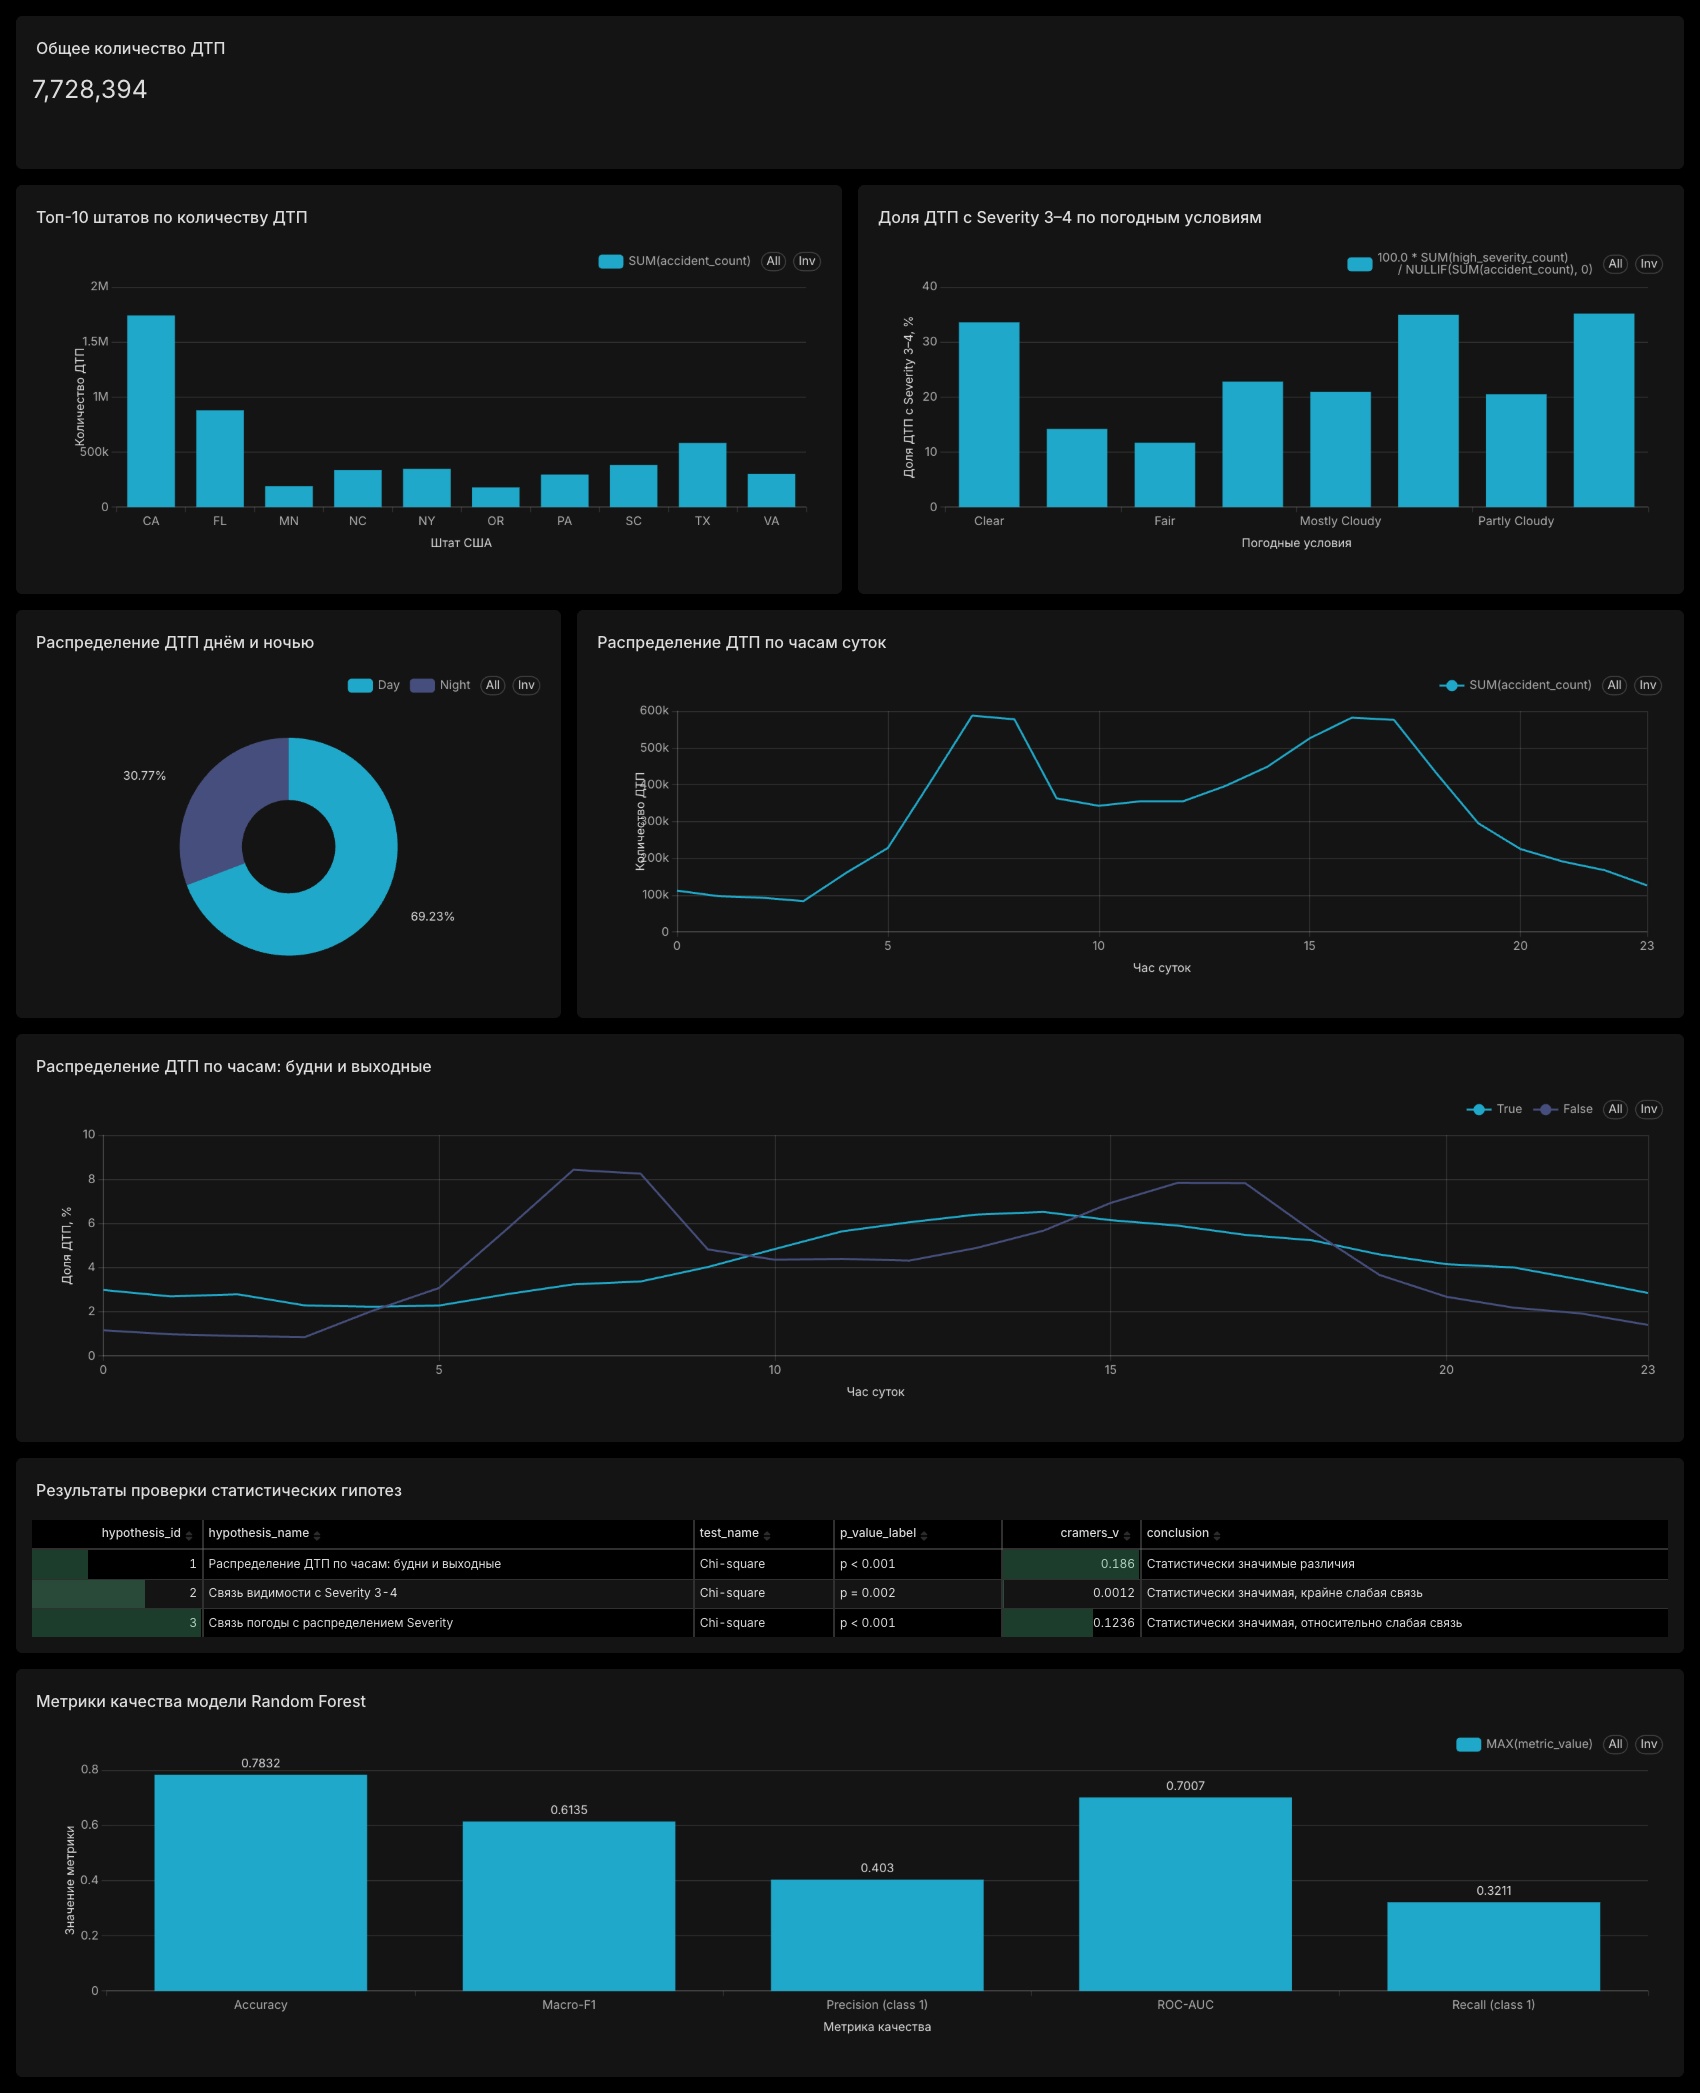 Общее количество ДТП
7,728,394
Топ-10 штатов по количеству ДТП
SUM(accident_count) All Inv
Количество ДТП
2M
1.5M
1M
500k
0
CA FL MN NC NY OR PA SC TX VA
Штат США
Доля ДТП с Severity 3–4 по погодным условиям
100.0 * SUM(high_severity_count)
/ NULLIF(SUM(accident_count), 0) All Inv
Доля ДТП с Severity 3–4, %
40
30
20
10
0
Clear Fair Mostly Cloudy Partly Cloudy
Погодные условия
Распределение ДТП днём и ночью
Day Night All Inv
30.77%
69.23%
Распределение ДТП по часам суток
SUM(accident_count) All Inv
Количество ДТП
600k
500k
400k
300k
200k
100k
0
0 5 10 15 20 23
Час суток
Распределение ДТП по часам: будни и выходные
True False All Inv
Доля ДТП, %
10
8
6
4
2
0
0 5 10 15 20 23
Час суток
Результаты проверки статистических гипотез
hypothesis_id hypothesis_name test_name p_value_label cramers_v conclusion
1 Распределение ДТП по часам: будни и выходные Chi-square p < 0.001 0.186 Статистически значимые различия
2 Связь видимости с Severity 3-4 Chi-square p = 0.002 0.0012 Статистически значимая, крайне слабая связь
3 Связь погоды с распределением Severity Chi-square p < 0.001 0.1236 Статистически значимая, относительно слабая связь
Метрики качества модели Random Forest
MAX(metric_value) All Inv
Значение метрики
0.8
0.6
0.4
0.2
0
0.7832
0.6135
0.403
0.7007
0.3211
Accuracy Macro-F1 Precision (class 1) ROC-AUC Recall (class 1)
Метрика качества